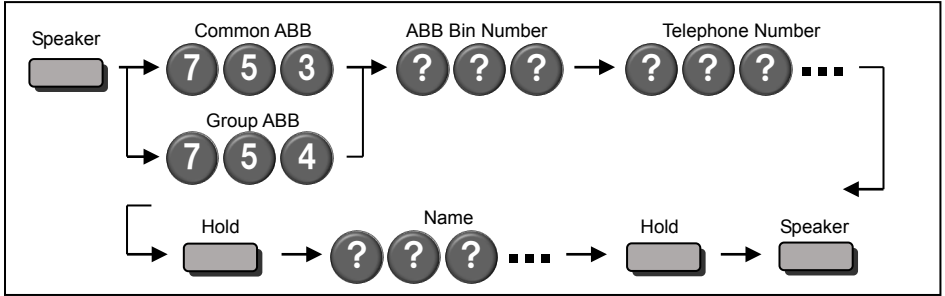 Speaker
Common ABB
7 5 3
ABB Bin Number
? ? ?
Telephone Number
? ? ?
Group ABB
7 5 4
Hold
Name
? ? ?
Hold
Speaker